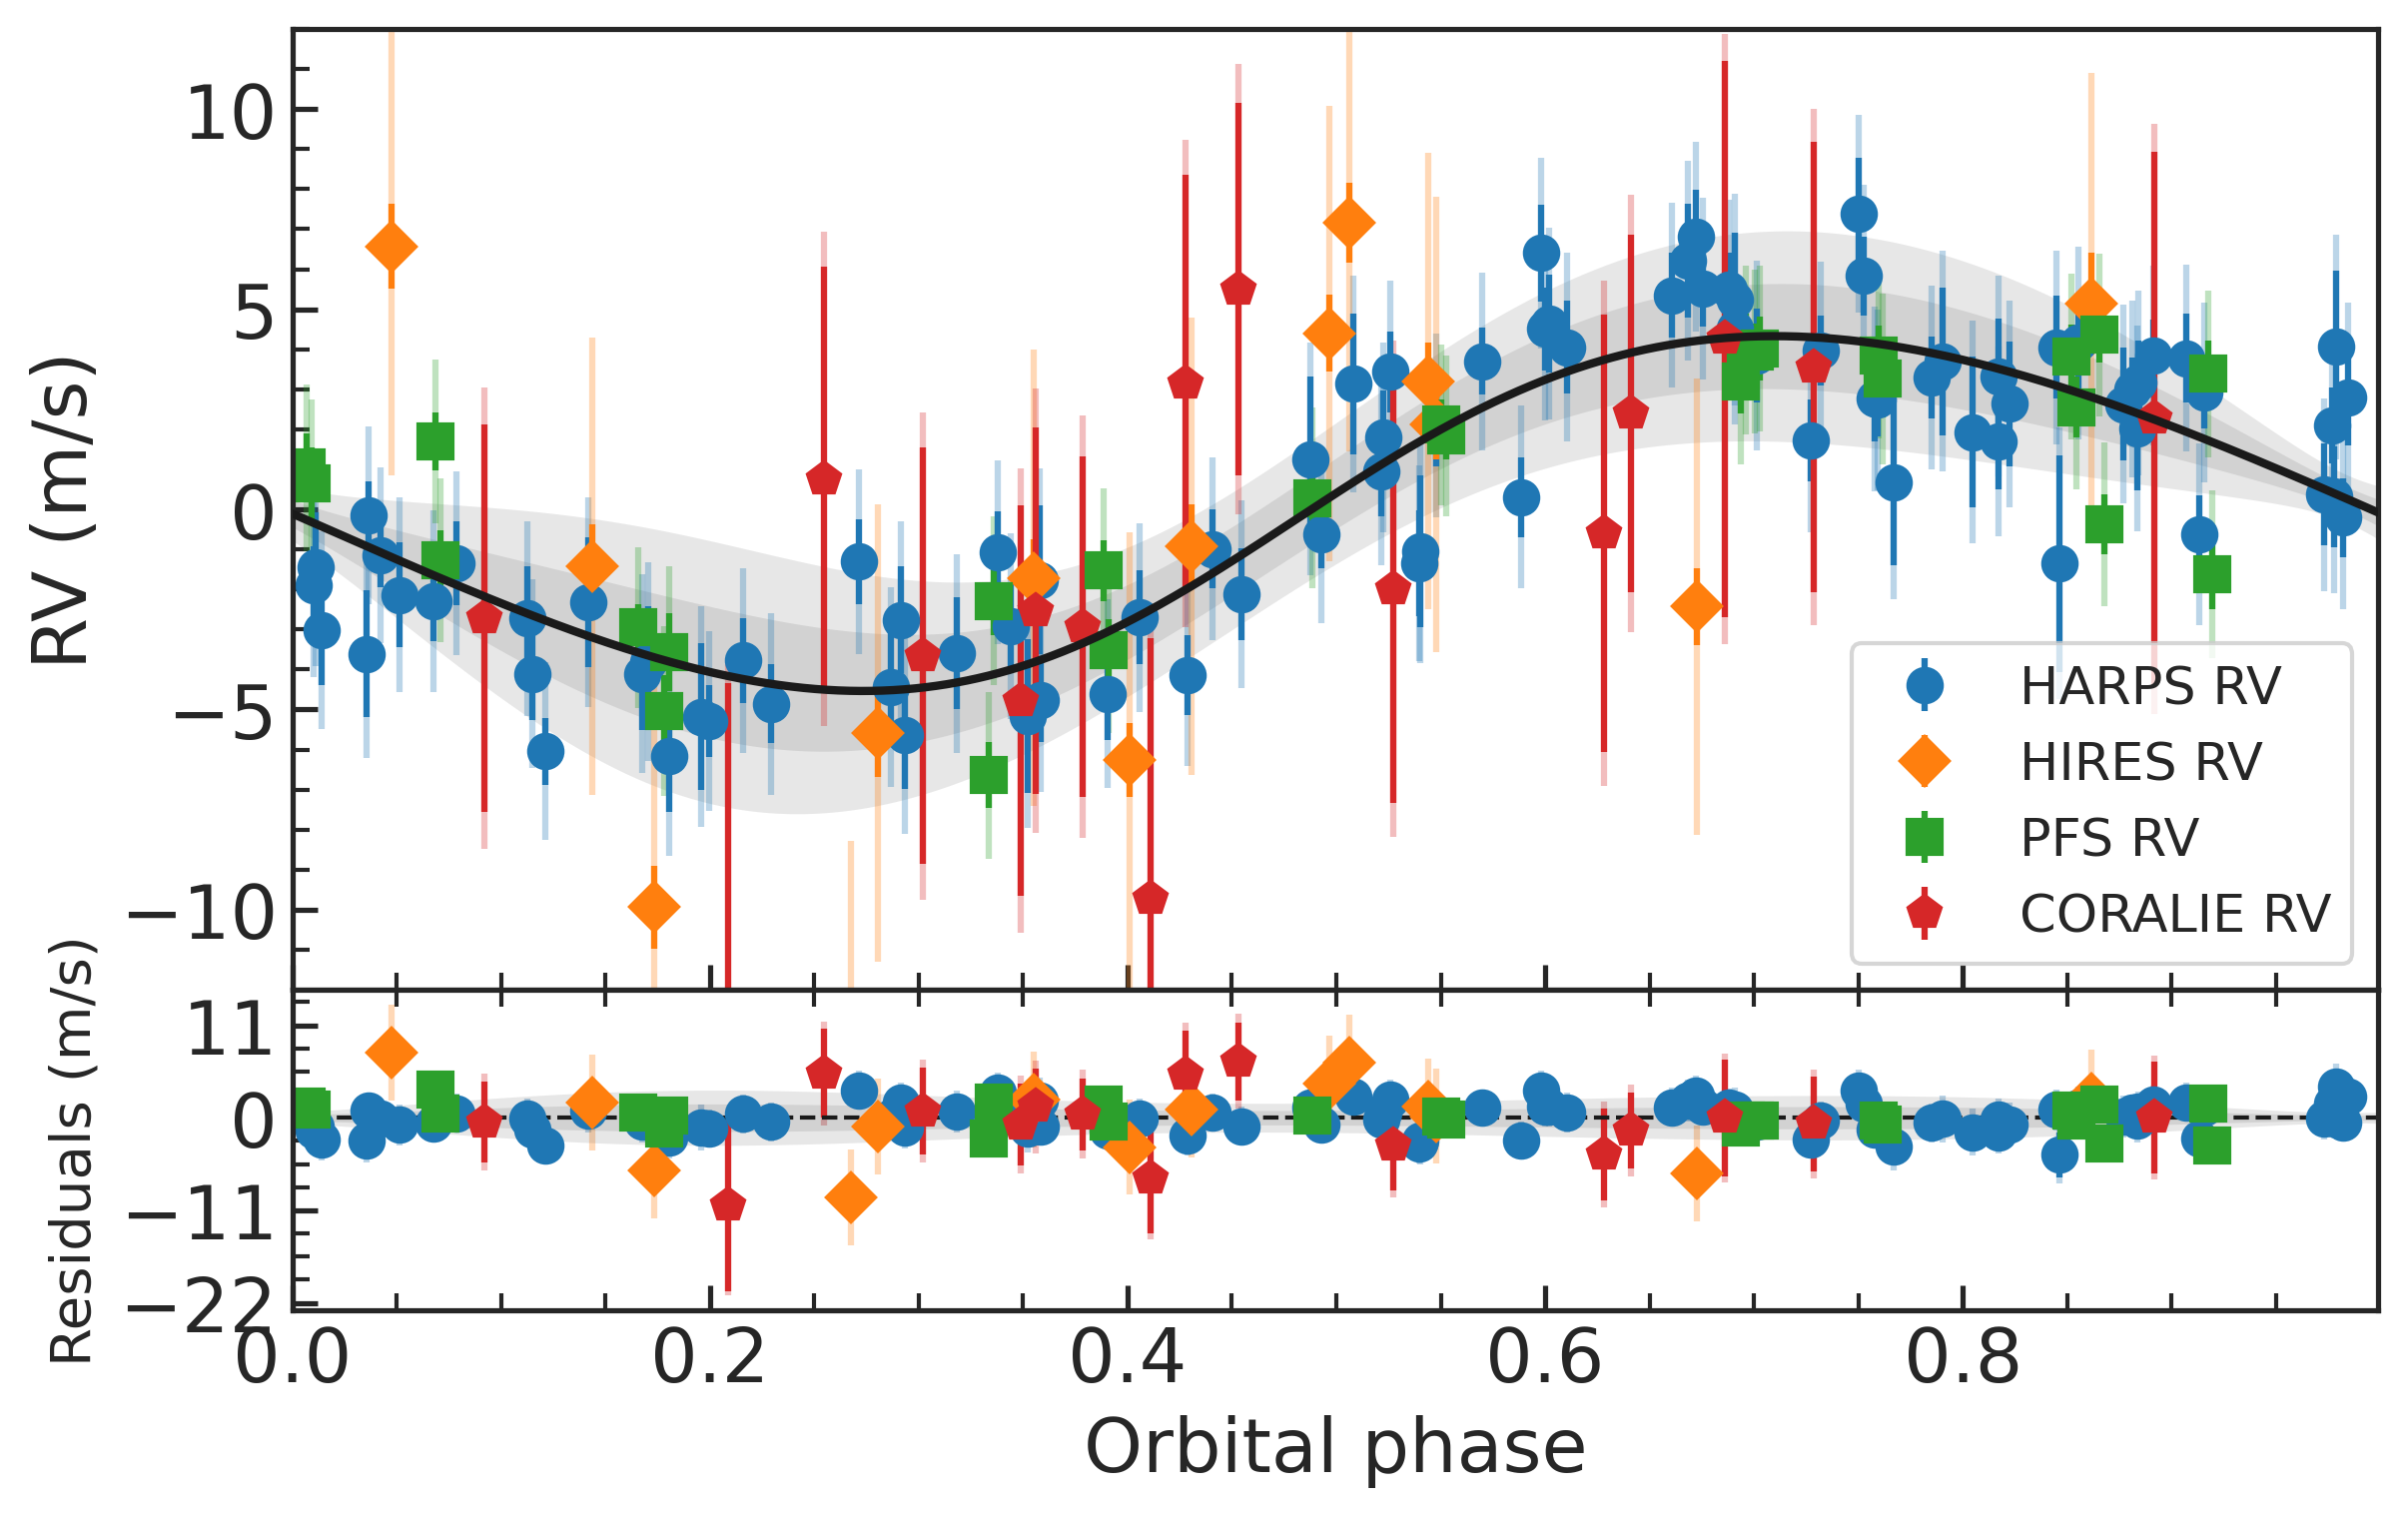 RV (m/s)
10
5
0
−5
−10
HARPS RV
HIRES RV
PFS RV
CORALIE RV
Residuals (m/s)
11
0
−11
−22
0.0 0.2 0.4 0.6 0.8
Orbital phase